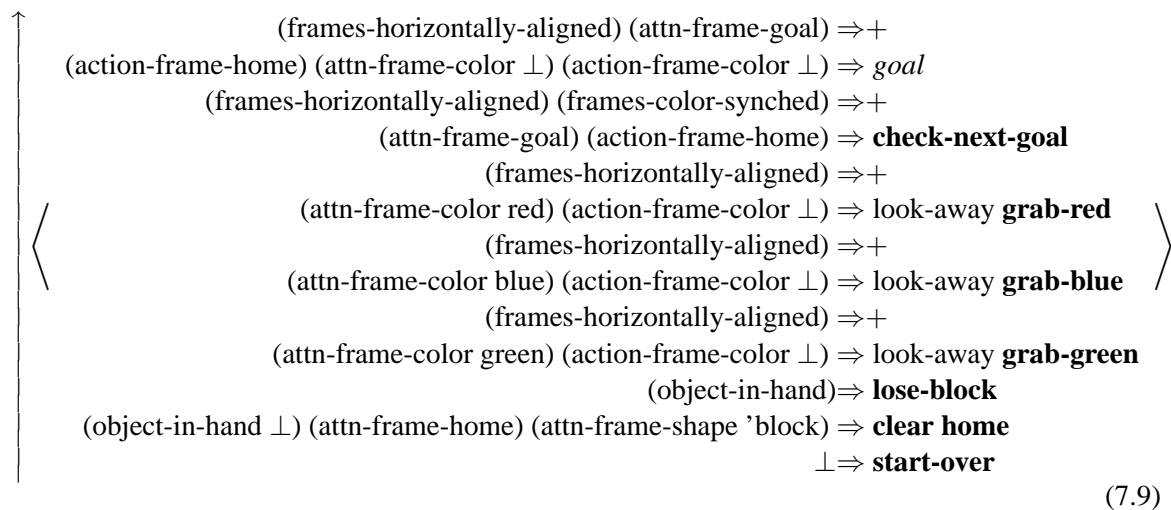 (frames-horizontally-aligned) (attn-frame-goal) ⇒+
(action-frame-home) (attn-frame-color ⊥) (action-frame-color ⊥) ⇒ goal
(frames-horizontally-aligned) (frames-color-synched) ⇒+
(attn-frame-goal) (action-frame-home) ⇒ check-next-goal
(frames-horizontally-aligned) ⇒+
(attn-frame-color red) (action-frame-color ⊥) ⇒ look-away grab-red
(frames-horizontally-aligned) ⇒+
(attn-frame-color blue) (action-frame-color ⊥) ⇒ look-away grab-blue
(frames-horizontally-aligned) ⇒+
(attn-frame-color green) (action-frame-color ⊥) ⇒ look-away grab-green
(object-in-hand)⇒ lose-block
(object-in-hand ⊥) (attn-frame-home) (attn-frame-shape ’block) ⇒ clear home
⊥⇒ start-over
(7.9)